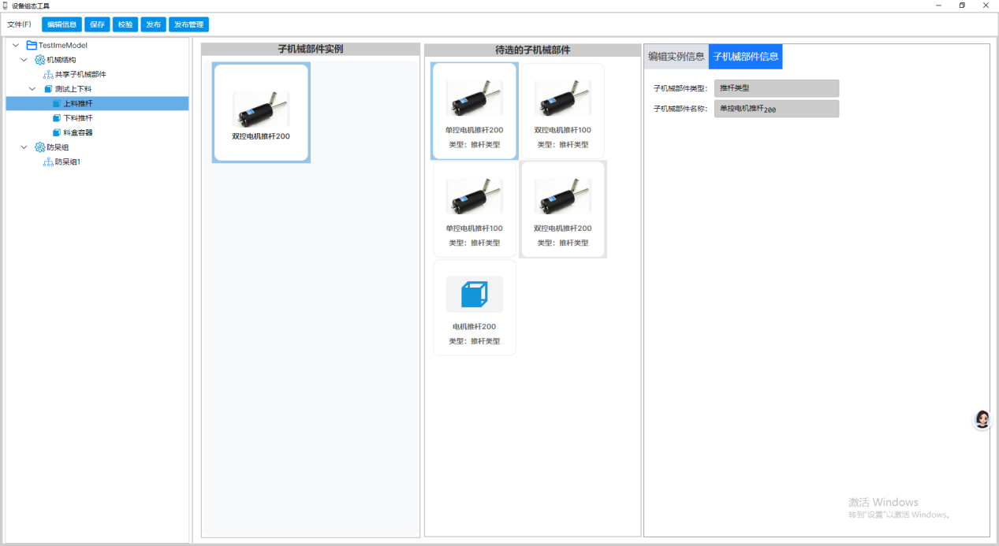 设备组态工具
文件(F) 编辑信息 保存 校验 发布 发布管理
TestImeModel
机械结构
共享子机械部件
测试上下料
上料推杆
下料推杆
料盒容器
防呆组
防呆组1
子机械部件实例
双控电机推杆200
待选的子机械部件
单控电机推杆200
类型：推杆类型
双控电机推杆100
类型：推杆类型
单控电机推杆100
类型：推杆类型
双控电机推杆200
类型：推杆类型
电机推杆200
类型：推杆类型
编辑实例信息 子机械部件信息
子机械部件类型： 推杆类型
子机械部件名称： 单控电机推杆200
激活 Windows
转到"设置"以激活 Windows。